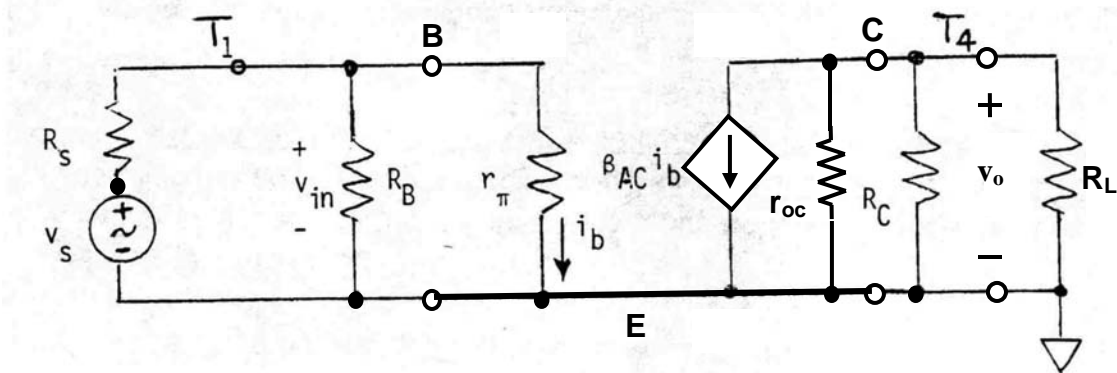 T1 B C T4
RS + vin - RB rπ βAC ib roc RC + vo - RL
vs + ~ - ib
E